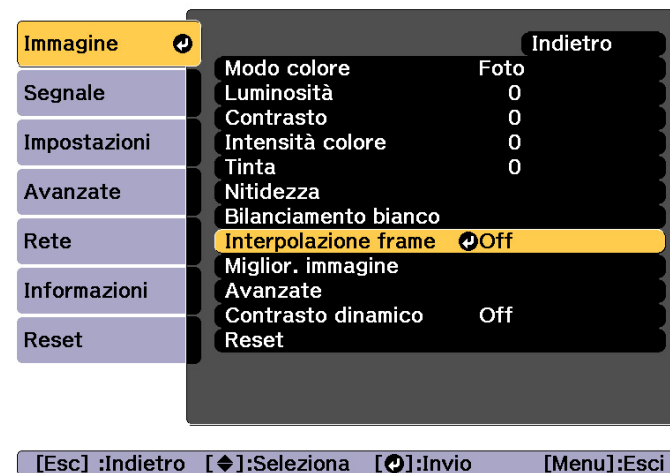 Immagine
Segnale
Impostazioni
Avanzate
Rete
Informazioni
Reset
Indietro
Modo colore Foto
Luminosità 0
Contrasto 0
Intensità colore 0
Tinta 0
Nitidezza
Bilanciamento bianco
Interpolazione frame Off
Miglior. immagine
Avanzate
Contrasto dinamico Off
Reset
[Esc] :Indietro [◆]:Seleziona [↵]:Invio [Menu]:Esci